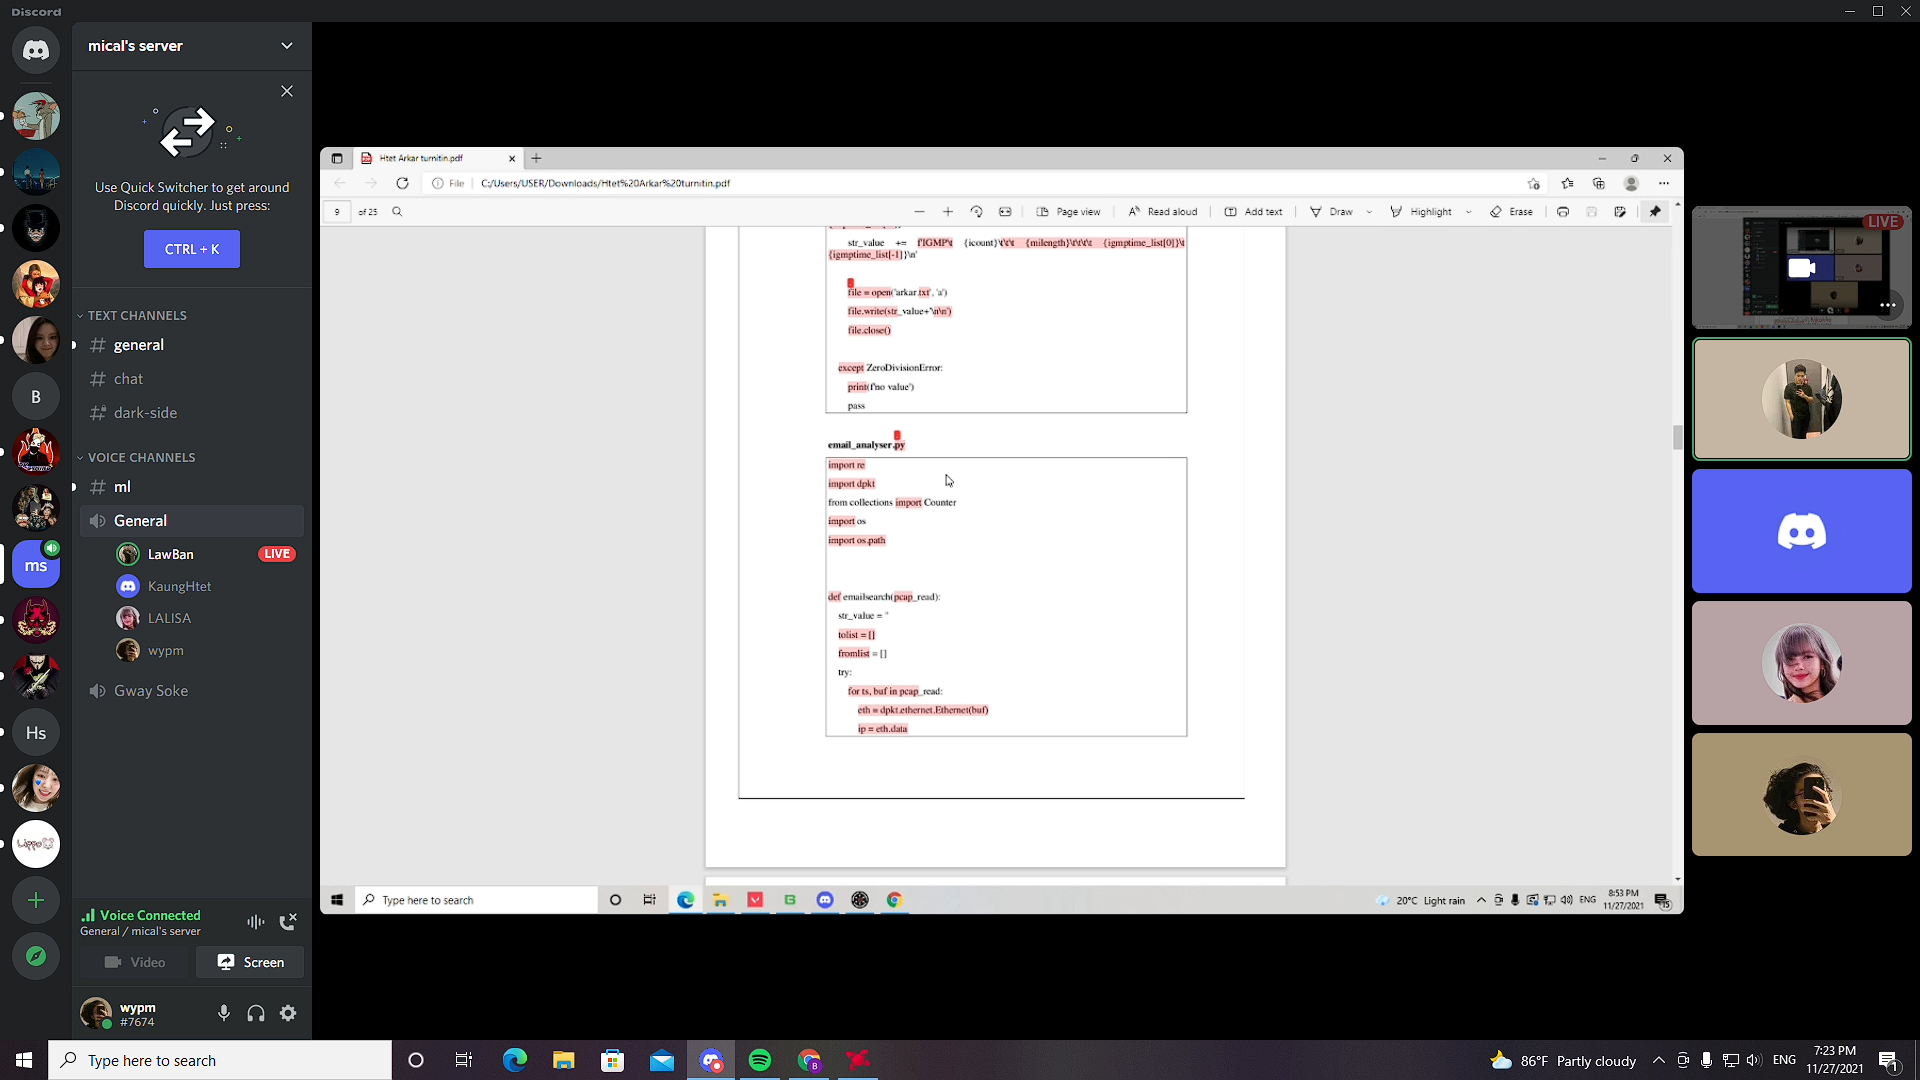 Discord
mical's server
Use Quick Switcher to get around
Discord quickly. Just press:
CTRL + K
TEXT CHANNELS
general
chat
dark-side
VOICE CHANNELS
ml
General
LawBan
LIVE
KaungHtet
LALISA
wypm
Gway Soke
B
ms
Hs
Lippo
Voice Connected
General / mical's server
Video
Screen
wypm
#7674
Htet Arkar turnitin.pdf
File
C:/Users/USER/Downloads/Htet%20Arkar%20turnitin.pdf
9 of 25
Page view
Read aloud
Add text
Draw
Highlight
Erase
str_value += f'IGMP\t {icount}\t\t\t {milength}\t\t\t\t {igmptime_list[0]}\t
{igmptime_list[-1]}\n'
file = open('arkar.txt', 'a')
file.write(str_value+'\n\n')
file.close()
except ZeroDivisionError:
print(f'no value')
pass
email_analyser.py
import re
import dpkt
from collections import Counter
import os
import os.path
def emailsearch(pcap_read):
str_value = ''
tolist = []
fromlist = []
try:
for ts, buf in pcap_read:
eth = dpkt.ethernet.Ethernet(buf)
ip = eth.data
Type here to search
20°C Light rain
ENG
8:53 PM
11/27/2021
15
LIVE
Type here to search
86°F Partly cloudy
ENG
7:23 PM
11/27/2021
1